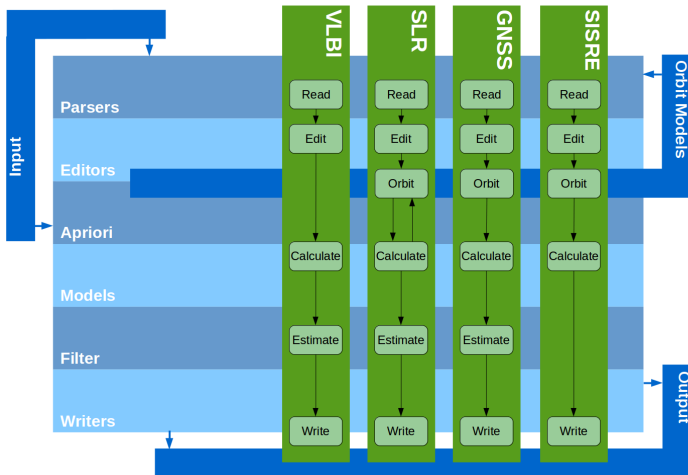 VLBI
SLR
GNSS
SISRE
Input
Orbit Models
Parsers
Read
Read
Read
Read
Edit
Edit
Edit
Edit
Editors
Orbit
Orbit
Orbit
Apriori
Calculate
Calculate
Calculate
Calculate
Models
Estimate
Estimate
Estimate
Filter
Output
Writers
Write
Write
Write
Write